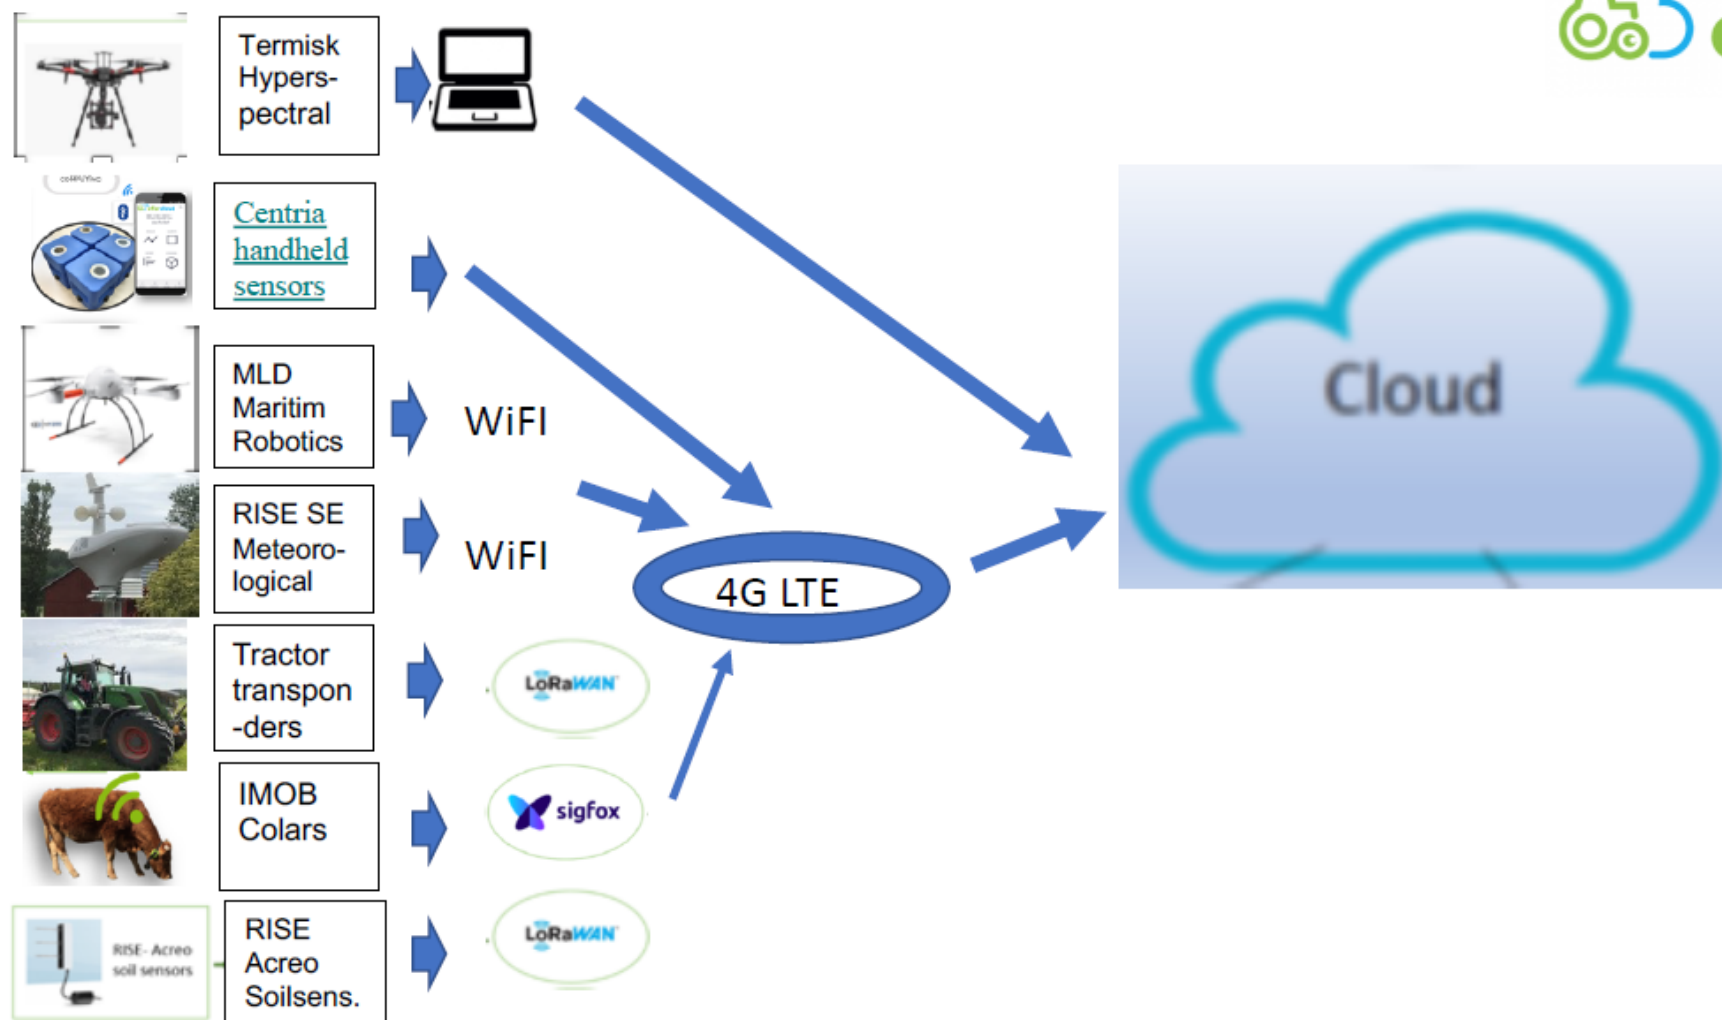 Termisk
Hypers-
pectral
Centria
handheld
sensors
MLD
Maritim
Robotics
WiFI
RISE SE
Meteoro-
logical
WiFI
4G LTE
Cloud
Tractor
transpon
-ders
LoRaWAN
IMOB
Colars
sigfox
RISE- Acreo
soil sensors
RISE
Acreo
Soilsens.
LoRaWAN